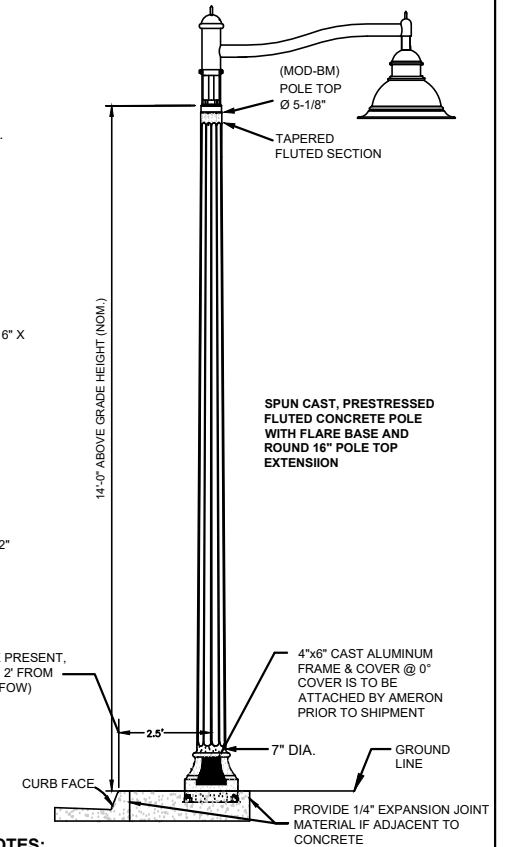 (MOD-BM)
POLE TOP
Ø 5-1/8"
TAPERED
FLUTED SECTION
6" X
14'-0" ABOVE GRADE HEIGHT (NOM.)
SPUN CAST, PRESTRESSED
FLUTED CONCRETE POLE
WITH FLARE BASE AND
ROUND 16" POLE TOP
EXTENSIION
2"
PRESENT,
2' FROM
FOW)
4"x6" CAST ALUMINUM
FRAME & COVER @ 0°
COVER IS TO BE
ATTACHED BY AMERON
PRIOR TO SHIPMENT
2.5'
7" DIA.
GROUND
LINE
CURB FACE
PROVIDE 1/4" EXPANSION JOINT
MATERIAL IF ADJACENT TO
CONCRETE
NOTES: